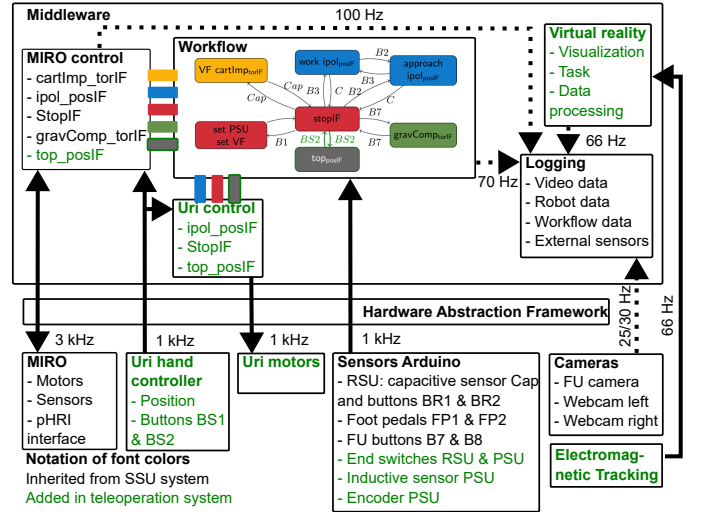 Middleware
100 Hz
MIRO control
- cartImp_torIF
- ipol_posIF
- StopIF
- gravComp_torIF
- top_posIF
Workflow
VF cartImp_torIF
work ipol_posIF
approach
ipol_posIF
B2
B3
Cap
Cap
B3
C
B2
C
stopIF
set PSU
set VF
B1
BS2
BS2
B7
B7
gravComp_torIF
top_posIF
Virtual reality
- Visualization
- Task
- Data
processing
66 Hz
70 Hz
Logging
- Video data
- Robot data
- Workflow data
- External sensors
Uri control
- ipol_posIF
- StopIF
- top_posIF
Hardware Abstraction Framework
25/30 Hz
66 Hz
3 kHz
1 kHz
1 kHz
1 kHz
MIRO
- Motors
- Sensors
- pHRI
interface
Uri hand
controller
- Position
- Buttons BS1
& BS2
Uri motors
Sensors Arduino
- RSU: capacitive sensor Cap
and buttons BR1 & BR2
- Foot pedals FP1 & FP2
- FU buttons B7 & B8
- End switches RSU & PSU
- Inductive sensor PSU
- Encoder PSU
Cameras
- FU camera
- Webcam left
- Webcam right
Electromag-
netic Tracking
Notation of font colors
Inherited from SSU system
Added in teleoperation system